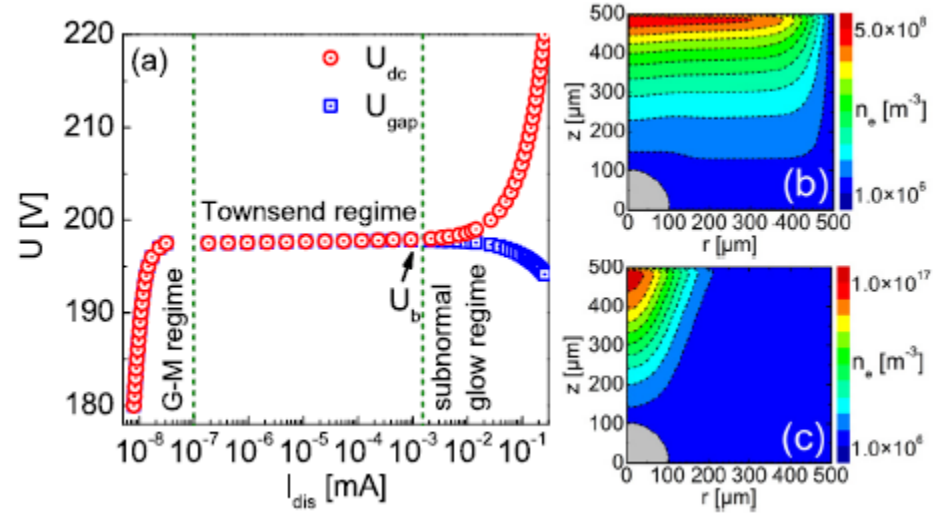 (a)
U_dc
U_gap
220
210
200
190
180
U [V]
Townsend regime
U_b
G-M regime
subnormal
glow regime
10^-8 10^-7 10^-6 10^-5 10^-4 10^-3 10^-2 10^-1
I_dis [mA]
500
400
300
200
100
0
z [µm]
(b)
0 100 200 300 400 500
r [µm]
5.0×10^8
n_e [m^-3]
1.0×10^6
500
400
300
200
100
0
z [µm]
(c)
0 100 200 300 400 500
r [µm]
1.0×10^17
n_e [m^-3]
1.0×10^6